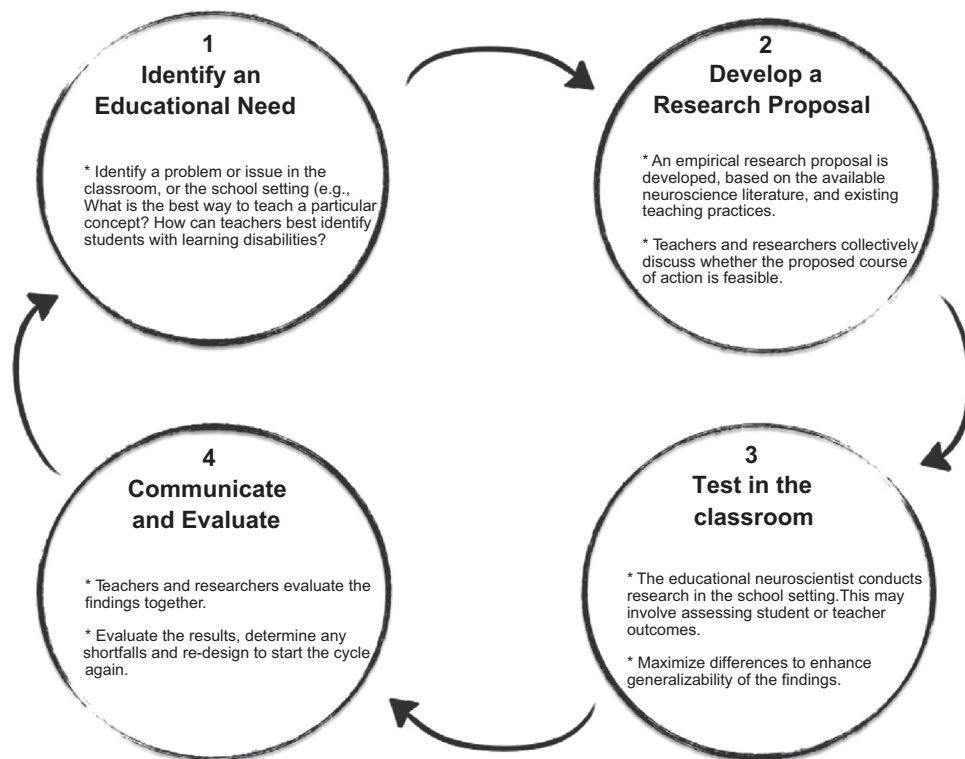 1
Identify an
Educational Need
* Identify a problem or issue in the
classroom, or the school setting (e.g.,
What is the best way to teach a particular
concept? How can teachers best identify
students with learning disabilities?
2
Develop a
Research Proposal
* An empirical research proposal is
developed, based on the available
neuroscience literature, and existing
teaching practices.
* Teachers and researchers collectively
discuss whether the proposed course
of action is feasible.
3
Test in the
classroom
* The educational neuroscientist conducts
research in the school setting.This may
involve assessing student or teacher
outcomes.
* Maximize differences to enhance
generalizability of the findings.
4
Communicate
and Evaluate
* Teachers and researchers evaluate the
findings together.
* Evaluate the results, determine any
shortfalls and re-design to start the cycle
again.